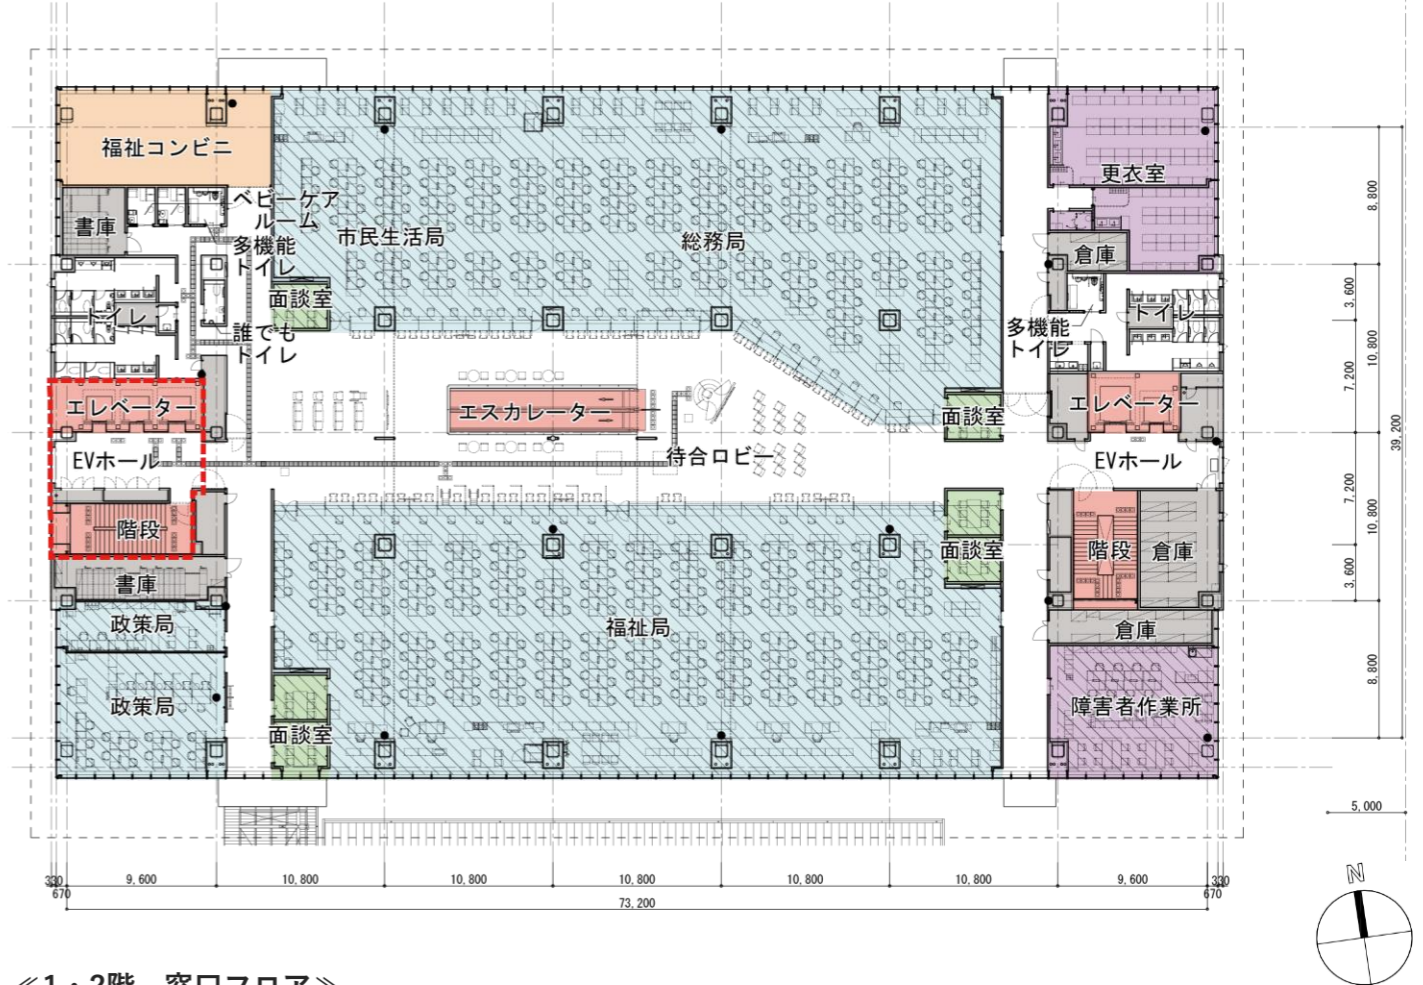 福祉コンビニ
書庫
ベビーケア
ルーム
多機能
トイレ
市民生活局
総務局
更衣室
倉庫
面談室
トイレ
誰でも
トイレ
多機能
トイレ
トイレ
エレベーター
エスカレーター
面談室
エレベーター
EVホール
待合ロビー
EVホール
階段
面談室
階段
倉庫
書庫
政策局
福祉局
倉庫
政策局
面談室
障害者作業所
8,800
3,600
10,800
7,200
39,200
7,200
10,800
3,600
8,800
5,000
330
670
9,600
10,800
10,800
10,800
10,800
10,800
9,600
330
670
73,200
N
≪1・2階 窓口フロア≫